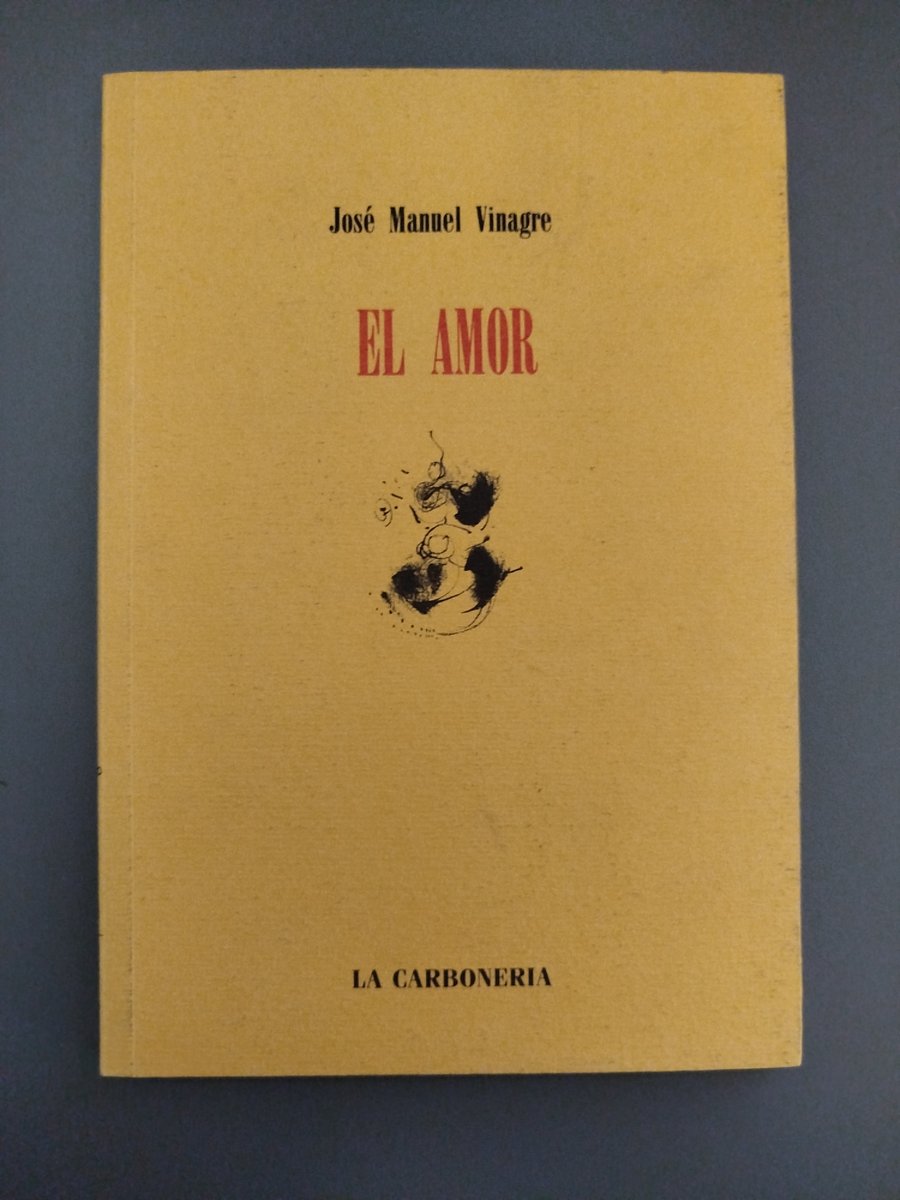 José Manuel Vinagre
EL AMOR
LA CARBONERIA